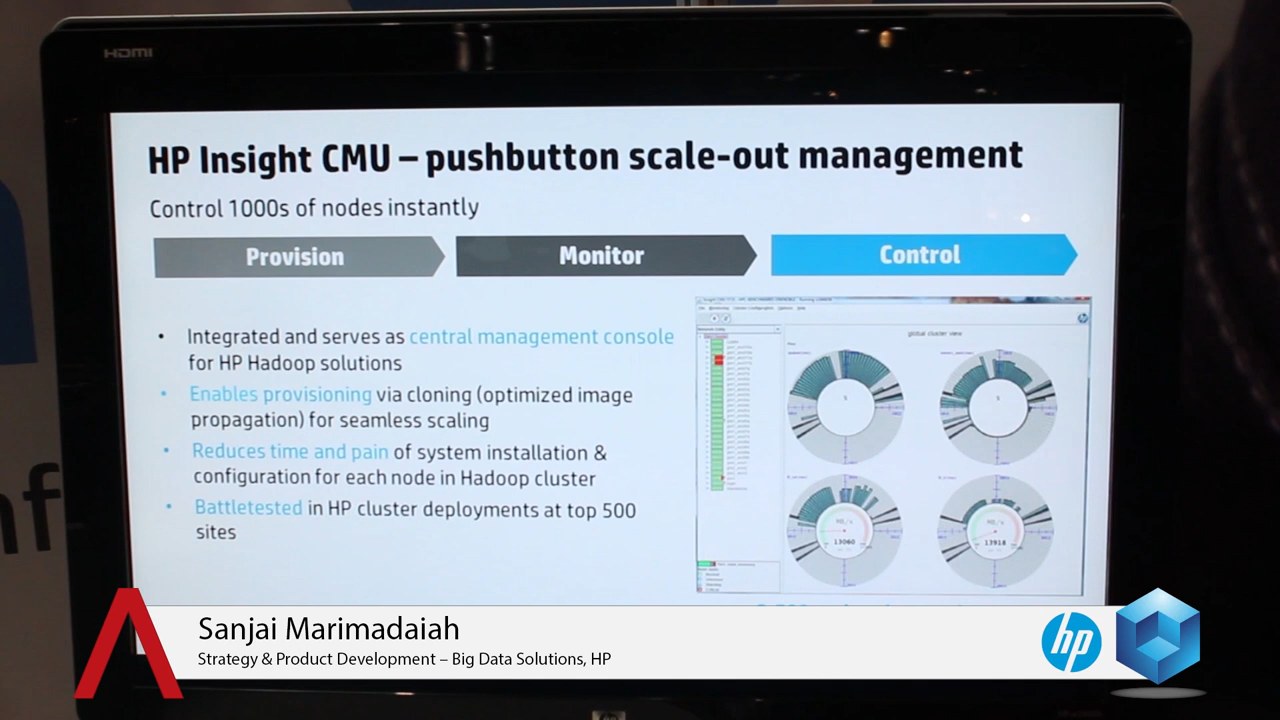 HDMI
HP Insight CMU – pushbutton scale-out management
Control 1000s of nodes instantly
Provision
Monitor
Control
• Integrated and serves as central management console
for HP Hadoop solutions
• Enables provisioning via cloning (optimized image
propagation) for seamless scaling
• Reduces time and pain of system installation &
configuration for each node in Hadoop cluster
• Battletested in HP cluster deployments at top 500
sites
global cluster view
MB/s
13060
MB/s
13918
nf
Sanjai Marimadaiah
Strategy & Product Development – Big Data Solutions, HP
hp